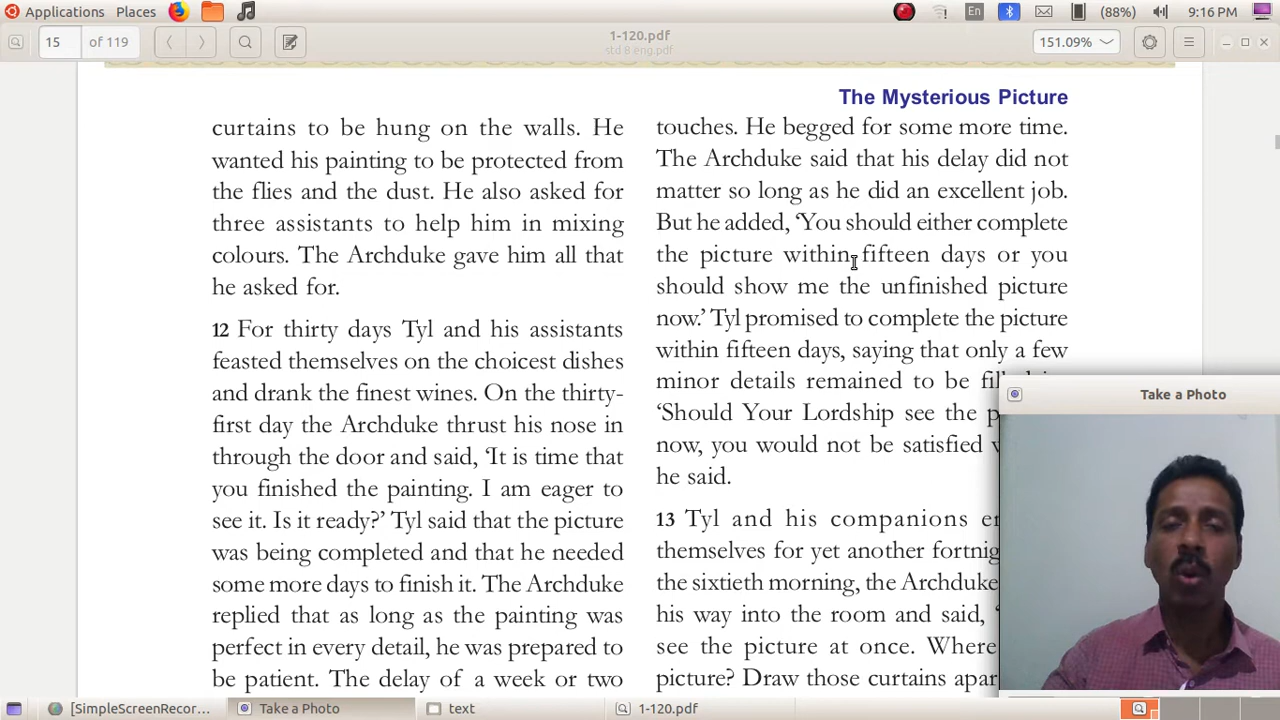 Applications Places En (88%) 9:16 PM
15 of 119 1-120.pdf 151.09%
std 8 eng.pdf
The Mysterious Picture
curtains to be hung on the walls. He
wanted his painting to be protected from
the flies and the dust. He also asked for
three assistants to help him in mixing
colours. The Archduke gave him all that
he asked for.
12 For thirty days Tyl and his assistants
feasted themselves on the choicest dishes
and drank the finest wines. On the thirty-
first day the Archduke thrust his nose in
through the door and said, ‘It is time that
you finished the painting. I am eager to
see it. Is it ready?’ Tyl said that the picture
was being completed and that he needed
some more days to finish it. The Archduke
replied that as long as the painting was
perfect in every detail, he was prepared to
be patient. The delay of a week or two
touches. He begged for some more time.
The Archduke said that his delay did not
matter so long as he did an excellent job.
But he added, ‘You should either complete
the picture within fifteen days or you
should show me the unfinished picture
now.’ Tyl promised to complete the picture
within fifteen days, saying that only a few
minor details remained to be
‘Should Your Lordship see the
now, you would not be satisfied
he said.
13 Tyl and his companions
themselves for yet another
the sixtieth morning, the Archduke
his way into the room and said, ‘
see the picture at once. Where
picture? Draw those curtains
Take a Photo
[SimpleScreenRecor... Take a Photo text 1-120.pdf